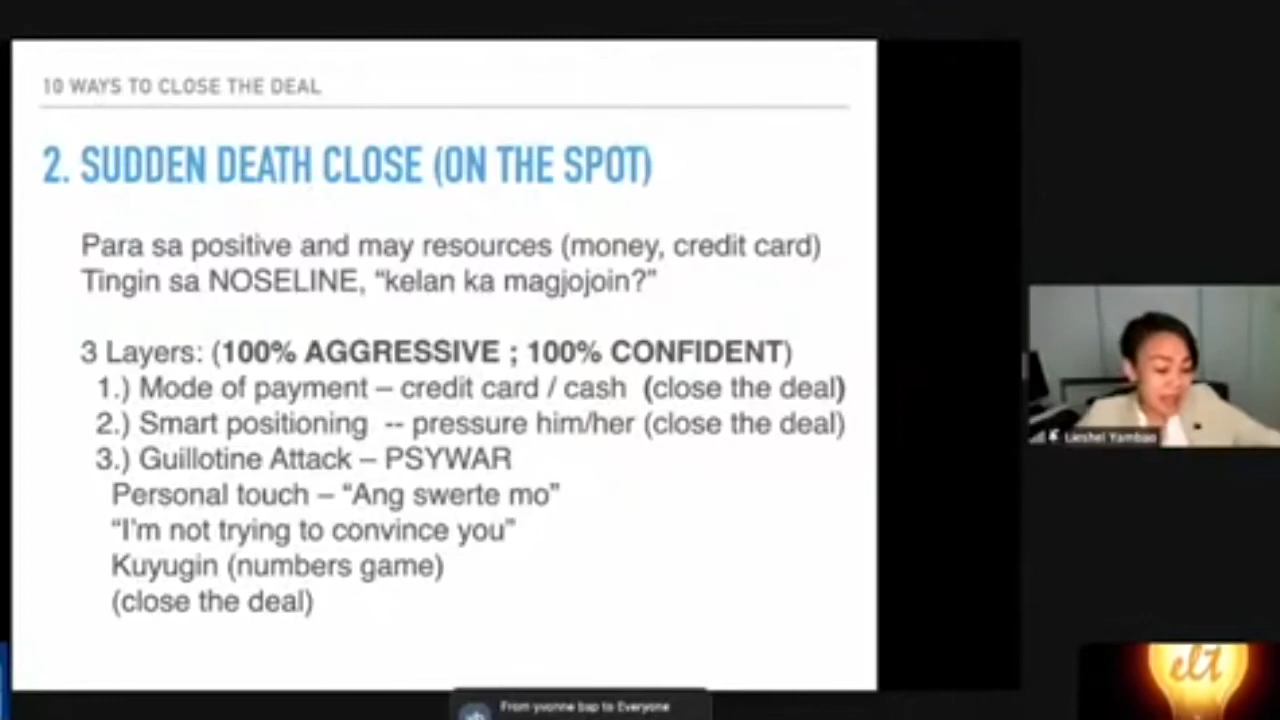 10 WAYS TO CLOSE THE DEAL
2. SUDDEN DEATH CLOSE (ON THE SPOT)
Para sa positive and may resources (money, credit card)
Tingin sa NOSELINE, “kelan ka magjojoin?”
3 Layers: (100% AGGRESSIVE ; 100% CONFIDENT)
1.) Mode of payment – credit card / cash (close the deal)
2.) Smart positioning -- pressure him/her (close the deal)
3.) Guillotine Attack – PSYWAR
Personal touch – “Ang swerte mo”
“I’m not trying to convince you”
Kuyugin (numbers game)
(close the deal)
elt
From yvonne bap to Everyone